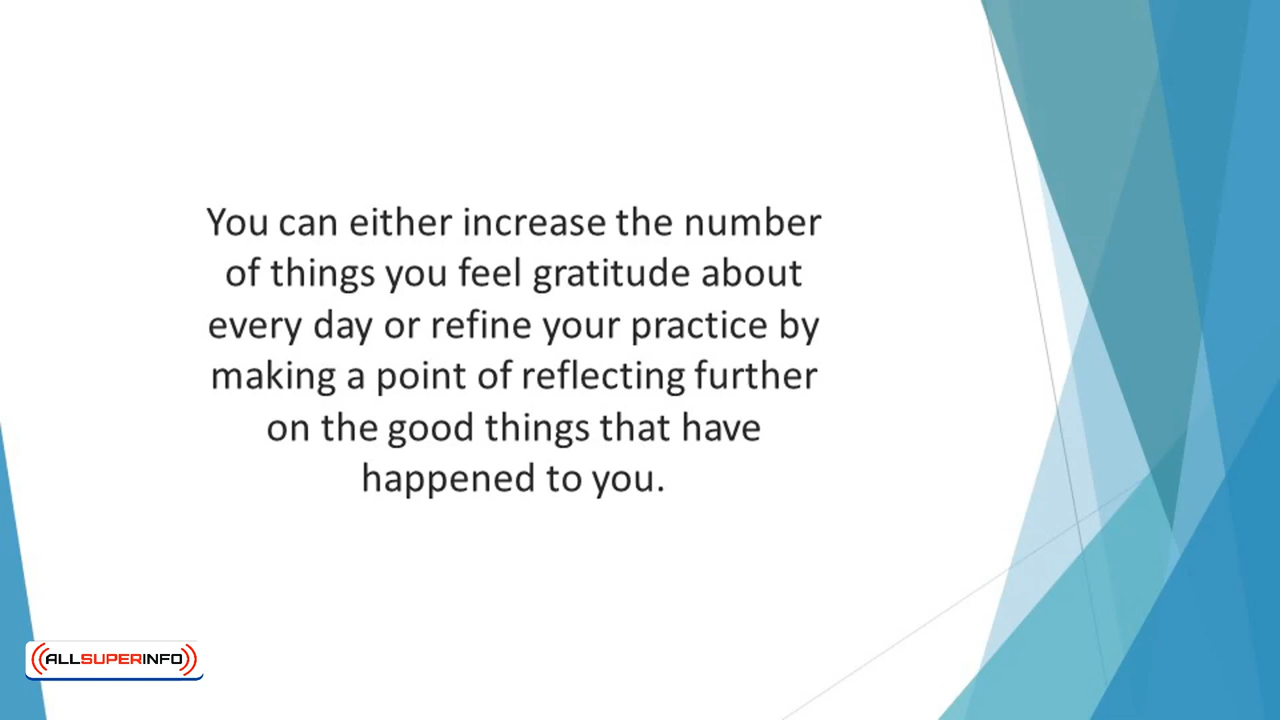 You can either increase the number
of things you feel gratitude about
every day or refine your practice by
making a point of reflecting further
on the good things that have
happened to you.
ALLSUPERINFO